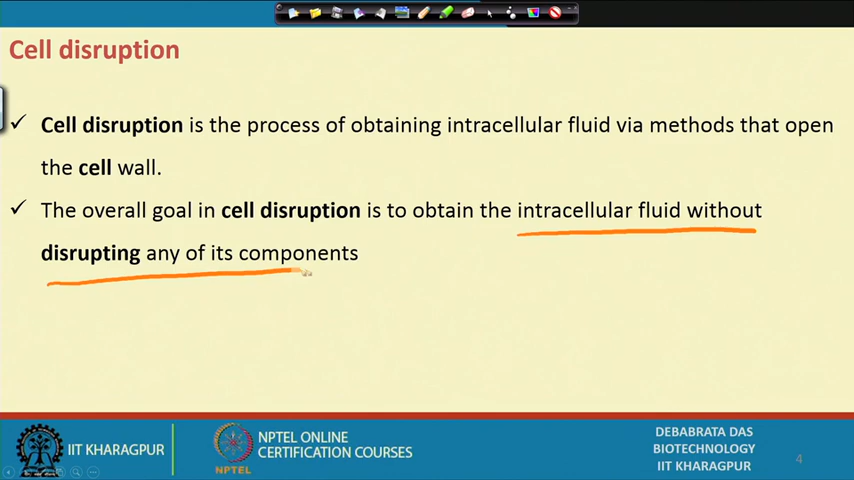 Cell disruption
✓ Cell disruption is the process of obtaining intracellular fluid via methods that open
the cell wall.
✓ The overall goal in cell disruption is to obtain the intracellular fluid without
disrupting any of its components
IIT KHARAGPUR
NPTEL
NPTEL ONLINE
CERTIFICATION COURSES
DEBABRATA DAS
BIOTECHNOLOGY
IIT KHARAGPUR
4